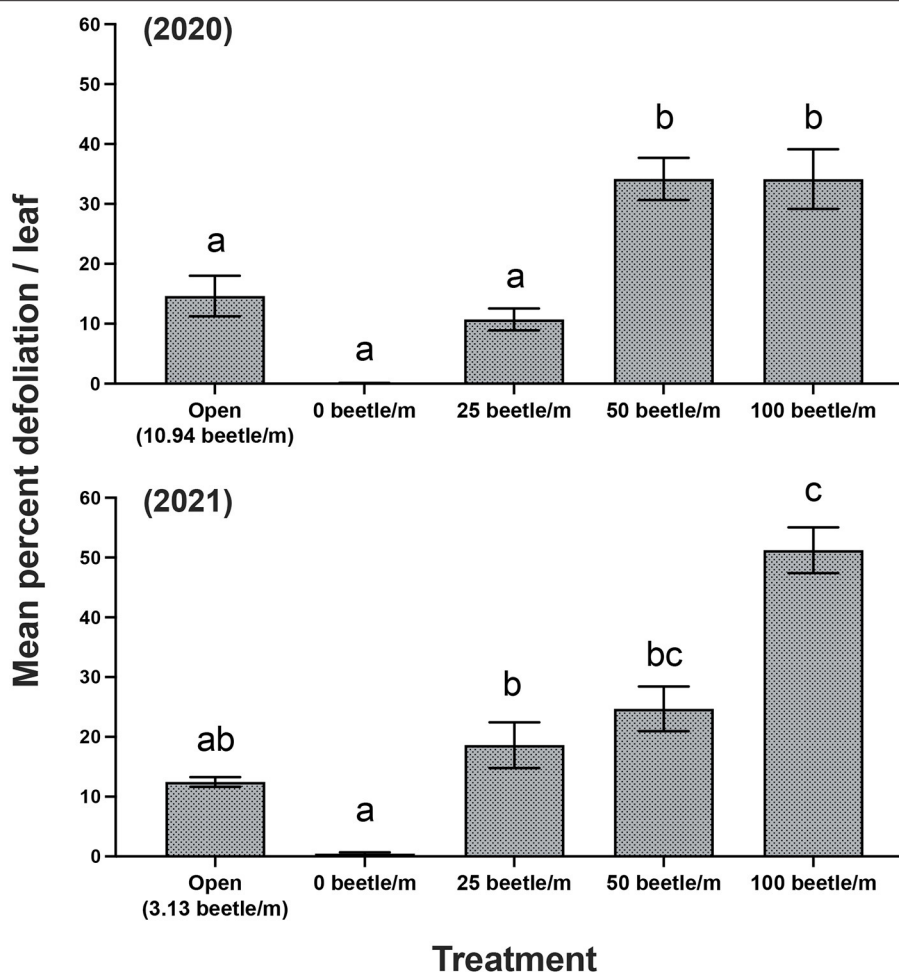 Mean percent defoliation / leaf
(2020)
60
50
40
30
20
10
0
a
a
a
b
b
Open
(10.94 beetle/m)
0 beetle/m
25 beetle/m
50 beetle/m
100 beetle/m
(2021)
60
50
40
30
20
10
0
ab
a
b
bc
c
Open
(3.13 beetle/m)
0 beetle/m
25 beetle/m
50 beetle/m
100 beetle/m
Treatment